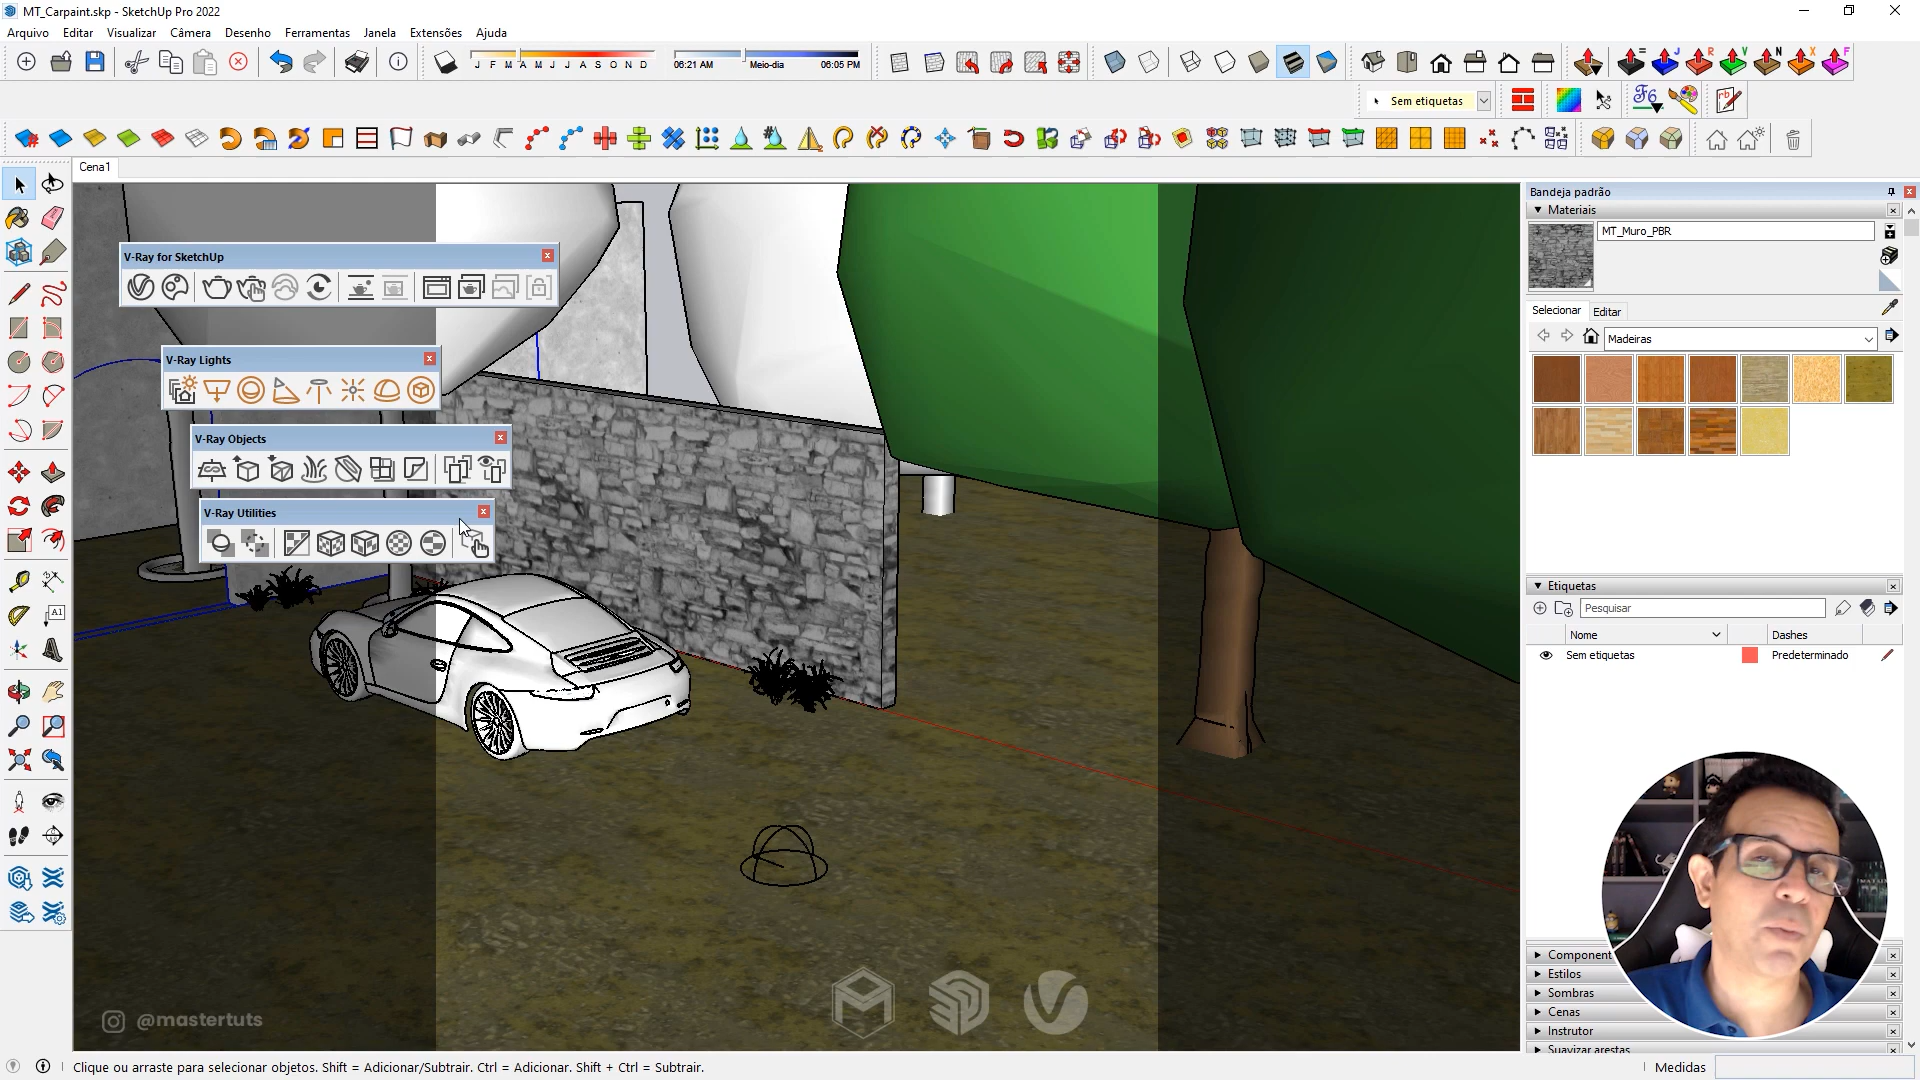 MT_Carpaint.skp - SketchUp Pro 2022
Arquivo Editar Visualizar Câmera Desenho Ferramentas Janela Extensões Ajuda
J F M A M J J A S O N D
06:21 AM Meio-dia 06:05 PM
= J R V N X F
Sem etiquetas
F6
Cena1
Bandeja padrão
Materiais
MT_Muro_PBR
V-Ray for SketchUp
Selecionar Editar
Madeiras
V-Ray Lights
V-Ray Objects
V-Ray Utilities
A1
Etiquetas
Pesquisar
Nome Dashes
Sem etiquetas Predeterminado
Component
Estilos
Sombras
Cenas
Instrutor
Suavizar arestas
@mastertuts
Clique ou arraste para selecionar objetos. Shift = Adicionar/Subtrair. Ctrl = Adicionar. Shift + Ctrl = Subtrair.
Medidas